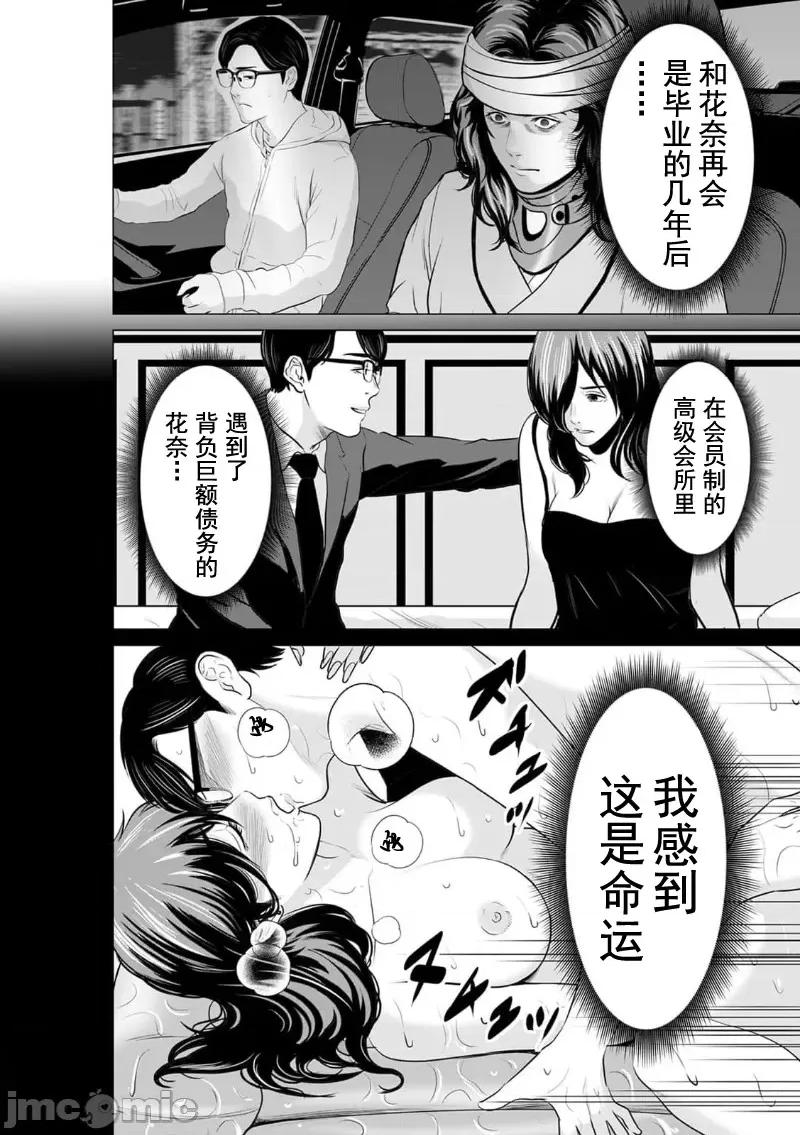 和花奈再会
是毕业的几年后
……
在会员制的
高级会所里
遇到了
背负巨额债务的
花奈…
我感到
这是命运
ズチュッ
チュッ
jmcomic